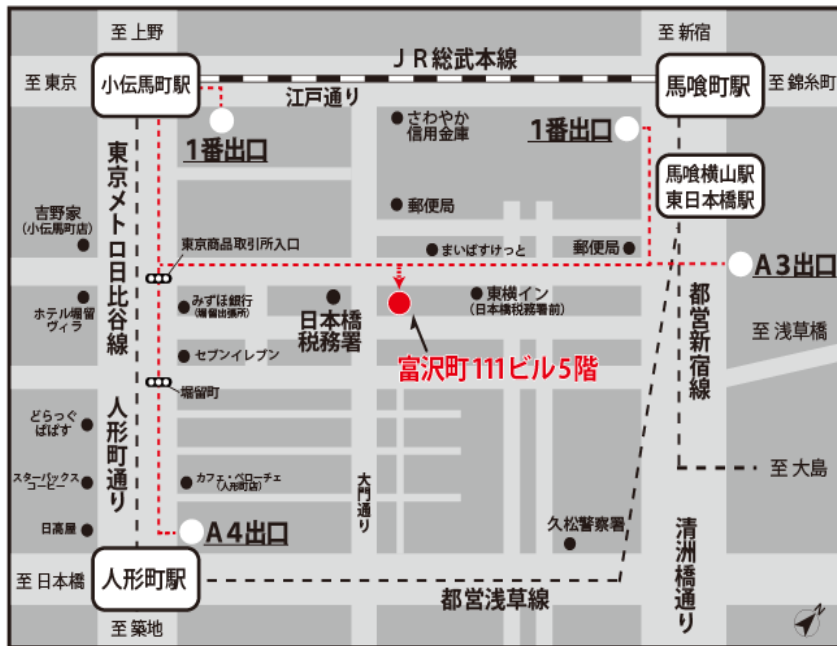 至 上野
至 新宿
ＪＲ総武本線
至 東京
小伝馬町駅
馬喰町駅
至 錦糸町
江戸通り
さわやか
信用金庫
1番出口
1番出口
馬喰横山駅
東日本橋駅
東京メトロ日比谷線
吉野家
(小伝馬町店)
郵便局
東京商品取引所入口
まいばすけっと
郵便局
A3出口
ホテル堀留
ヴィラ
みずほ銀行
(堀留出張所)
日本橋
税務署
東横イン
(日本橋税務署前)
都営新宿線
至 浅草橋
セブンイレブン
富沢町111ビル5階
堀留町
人形町通り
どらっぐ
ぱぱす
スターバックス
コーヒー
カフェ・ベローチェ
(人形町店)
大門通り
至 大島
日高屋
A4出口
久松警察署
清洲橋通り
至 日本橋
人形町駅
都営浅草線
至 築地
N